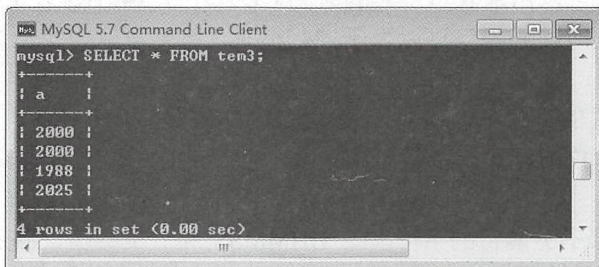 MySQL 5.7 Command Line Client
mysql> SELECT * FROM tem3;
+------+
| a    |
+------+
| 2000 |
| 2000 |
| 1988 |
| 2025 |
+------+
4 rows in set (0.00 sec)